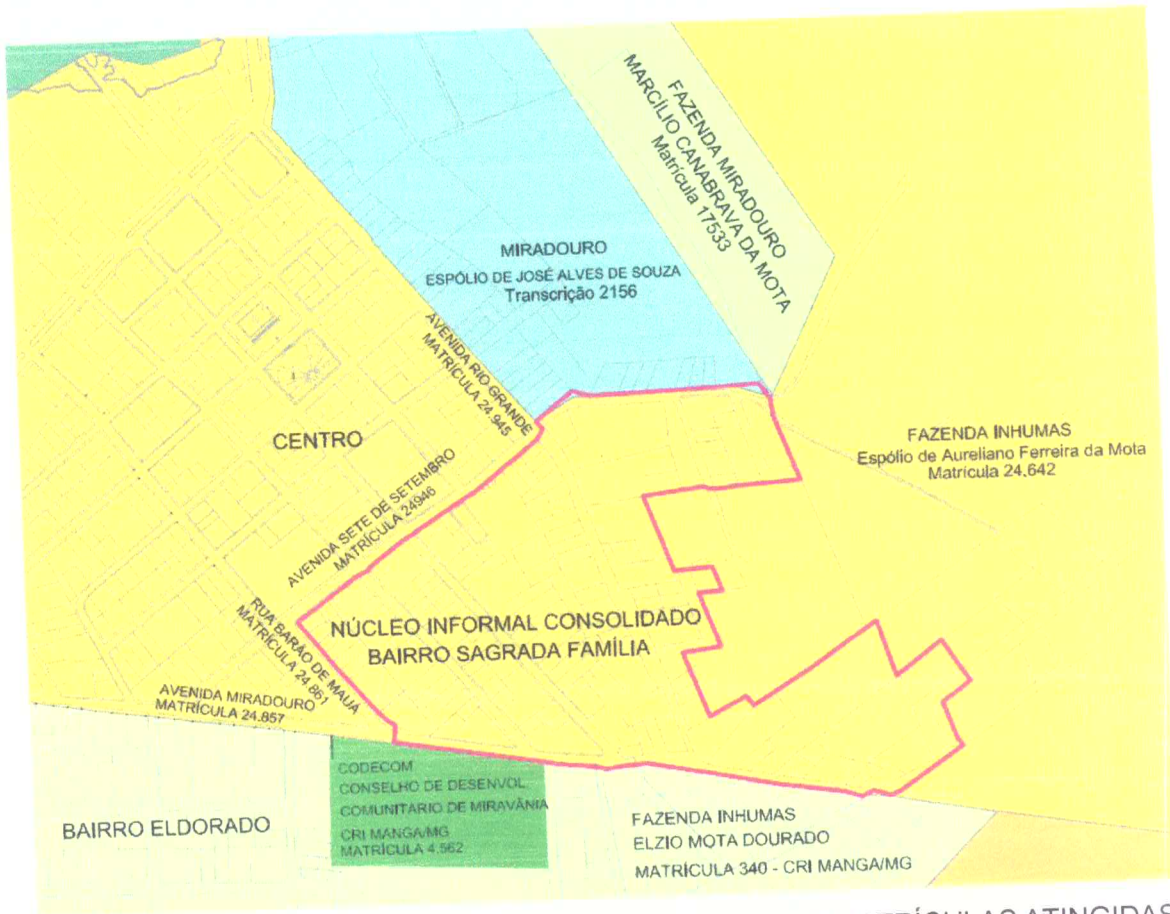 FAZENDA MIRADOURO
MARCÍLIO CANABRAVA DA MOTA
Matrícula 17533
MIRADOURO
ESPÓLIO DE JOSÉ ALVES DE SOUZA
Transcrição 2156
AVENIDA RIO GRANDE
MATRÍCULA 24.945
CENTRO
FAZENDA INHUMAS
Espólio de Aureliano Ferreira da Mota
Matrícula 24.642
AVENIDA SETE DE SETEMBRO
MATRÍCULA 24946
RUA BARÃO DE MAUÁ
MATRÍCULA 24.861
NÚCLEO INFORMAL CONSOLIDADO
BAIRRO SAGRADA FAMÍLIA
AVENIDA MIRADOURO
MATRÍCULA 24.857
CODECOM
CONSELHO DE DESENVOL.
COMUNITARIO DE MIRAVÂNIA
CRI MANGA/MG
MATRÍCULA 4.562
BAIRRO ELDORADO
FAZENDA INHUMAS
ELZIO MOTA DOURADO
MATRÍCULA 340 - CRI MANGA/MG
ATINGIDAS